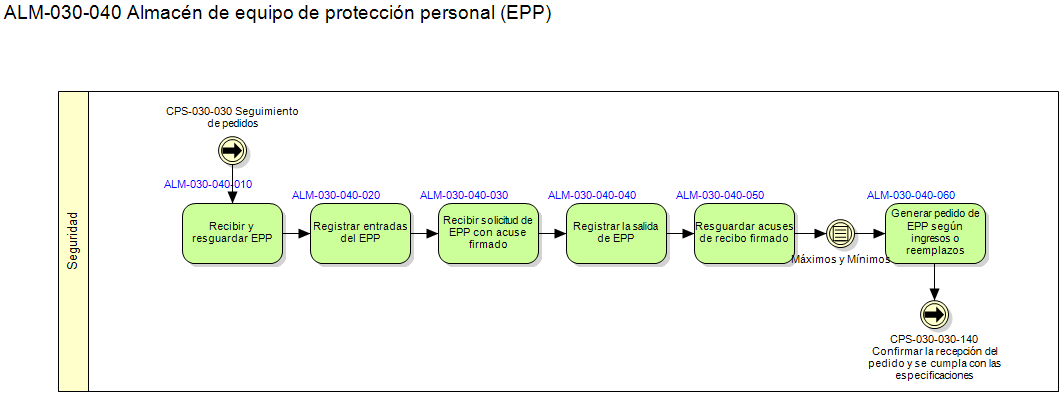 ALM-030-040 Almacén de equipo de protección personal (EPP)
Seguridad
CPS-030-030 Seguimiento
de pedidos
ALM-030-040-010
Recibir y
resguardar EPP
ALM-030-040-020
Registrar entradas
del EPP
ALM-030-040-030
Recibir solicitud de
EPP con acuse
firmado
ALM-030-040-040
Registrar la salida
de EPP
ALM-030-040-050
Resguardar acuses
de recibo firmado
Máximos y Mínimos
ALM-030-040-060
Generar pedido de
EPP según
ingresos o
reemplazos
CPS-030-030-140
Confirmar la recepción del
pedido y se cumpla con las
especificaciones